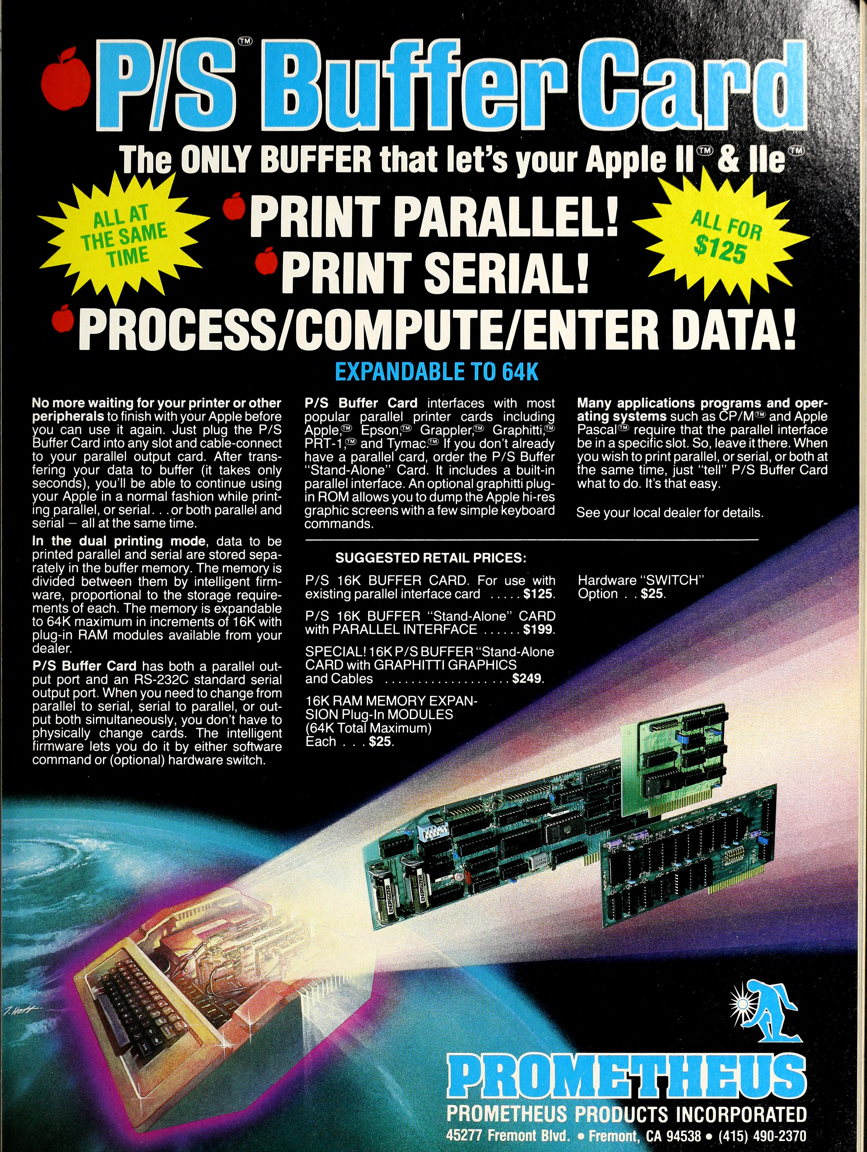 P/S™ Buffer Card
The ONLY BUFFER that let's your Apple II™ & IIe™
ALL AT
THE SAME
TIME
PRINT PARALLEL!
ALL FOR
$125
PRINT SERIAL!
PROCESS/COMPUTE/ENTER DATA!
EXPANDABLE TO 64K
No more waiting for your printer or other
peripherals to finish with your Apple before
you can use it again. Just plug the P/S
Buffer Card into any slot and cable-connect
to your parallel output card. After trans-
fering your data to buffer (it takes only
seconds), you'll be able to continue using
your Apple in a normal fashion while print-
ing parallel, or serial . . . or both parallel and
serial – all at the same time.
In the dual printing mode, data to be
printed parallel and serial are stored sepa-
rately in the buffer memory. The memory is
divided between them by intelligent firm-
ware, proportional to the storage require-
ments of each. The memory is expandable
to 64K maximum in increments of 16K with
plug-in RAM modules available from your
dealer.
P/S Buffer Card has both a parallel out-
put port and an RS-232C standard serial
output port. When you need to change from
parallel to serial, serial to parallel, or out-
put both simultaneously, you don't have to
physically change cards. The intelligent
firmware lets you do it by either software
command or (optional) hardware switch.
P/S Buffer Card interfaces with most
popular parallel printer cards including
Apple,™ Epson,™ Grappler,™ Graphitti,™
PRT-1,™ and Tymac.™ If you don't already
have a parallel card, order the P/S Buffer
"Stand-Alone" Card. It includes a built-in
parallel interface. An optional graphitti plug-
in ROM allows you to dump the Apple hi-res
graphic screens with a few simple keyboard
commands.
Many applications programs and oper-
ating systems such as CP/M™ and Apple
Pascal™ require that the parallel interface
be in a specific slot. So, leave it there. When
you wish to print parallel, or serial, or both at
the same time, just "tell" P/S Buffer Card
what to do. It's that easy.
See your local dealer for details.
SUGGESTED RETAIL PRICES:
P/S 16K BUFFER CARD. For use with
existing parallel interface card . . . . . $125.
P/S 16K BUFFER "Stand-Alone" CARD
with PARALLEL INTERFACE . . . . . . $199.
SPECIAL! 16K P/S BUFFER "Stand-Alone
CARD with GRAPHITTI GRAPHICS
and Cables . . . . . . . . . . . . . . . . . . . $249.
16K RAM MEMORY EXPAN-
SION Plug-In MODULES
(64K Total Maximum)
Each . . . $25.
Hardware "SWITCH"
Option . . $25.
PROMETHEUS
PROMETHEUS PRODUCTS INCORPORATED
45277 Fremont Blvd. • Fremont, CA 94538 • (415) 490-2370